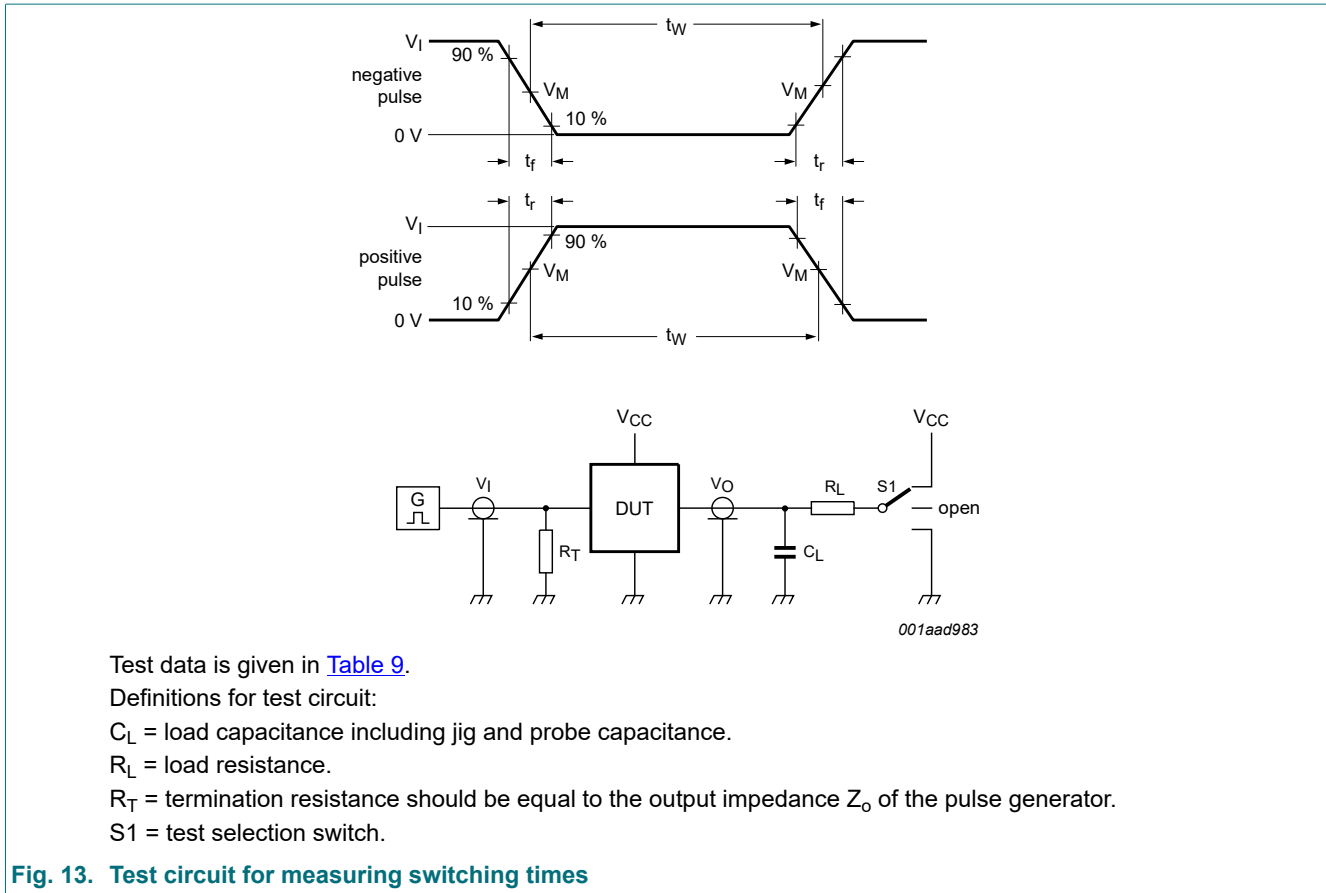 t_W
V_I
90 %
negative
pulse
V_M
V_M
10 %
0 V
t_f
t_r
t_r
t_f
V_I
90 %
positive
pulse
V_M
V_M
10 %
0 V
t_W
V_CC
V_CC
G
V_I
DUT
V_O
R_L
S1
open
R_T
C_L
001aad983
Test data is given in Table 9.
Definitions for test circuit:
C_L = load capacitance including jig and probe capacitance.
R_L = load resistance.
R_T = termination resistance should be equal to the output impedance Z_o of the pulse generator.
S1 = test selection switch.
Fig. 13. Test circuit for measuring switching times